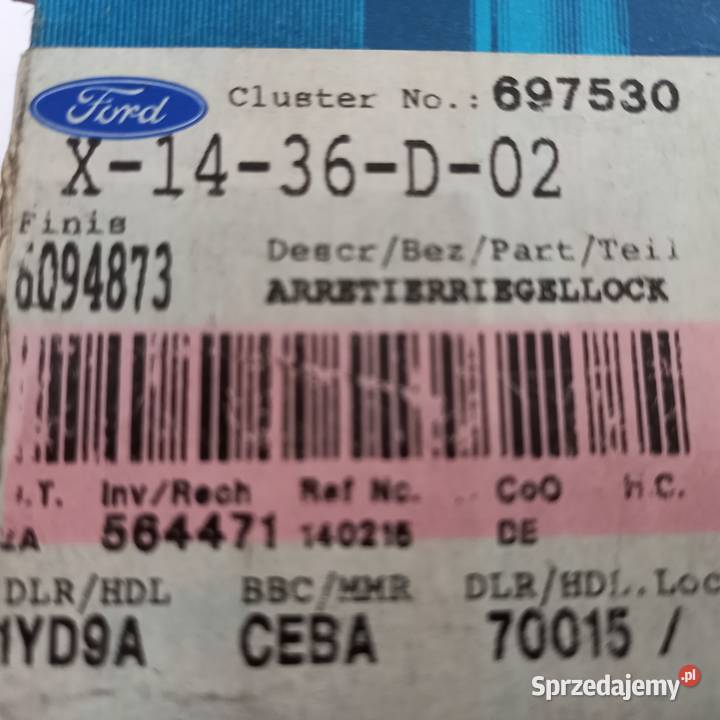 Ford Cluster No.: 697530
X-14-36-D-02
Finis
6094873
Descr/Bez/Part/Teil
ARRETIERRIEGELLOCK
.T. Inv/Rech Ref No. CoO H.C.
A 564471 140215 DE
DLR/HDL BBC/MMR DLR/HDL.Loc
1YD9A CEBA 70015 /
Sprzedajemy.pl